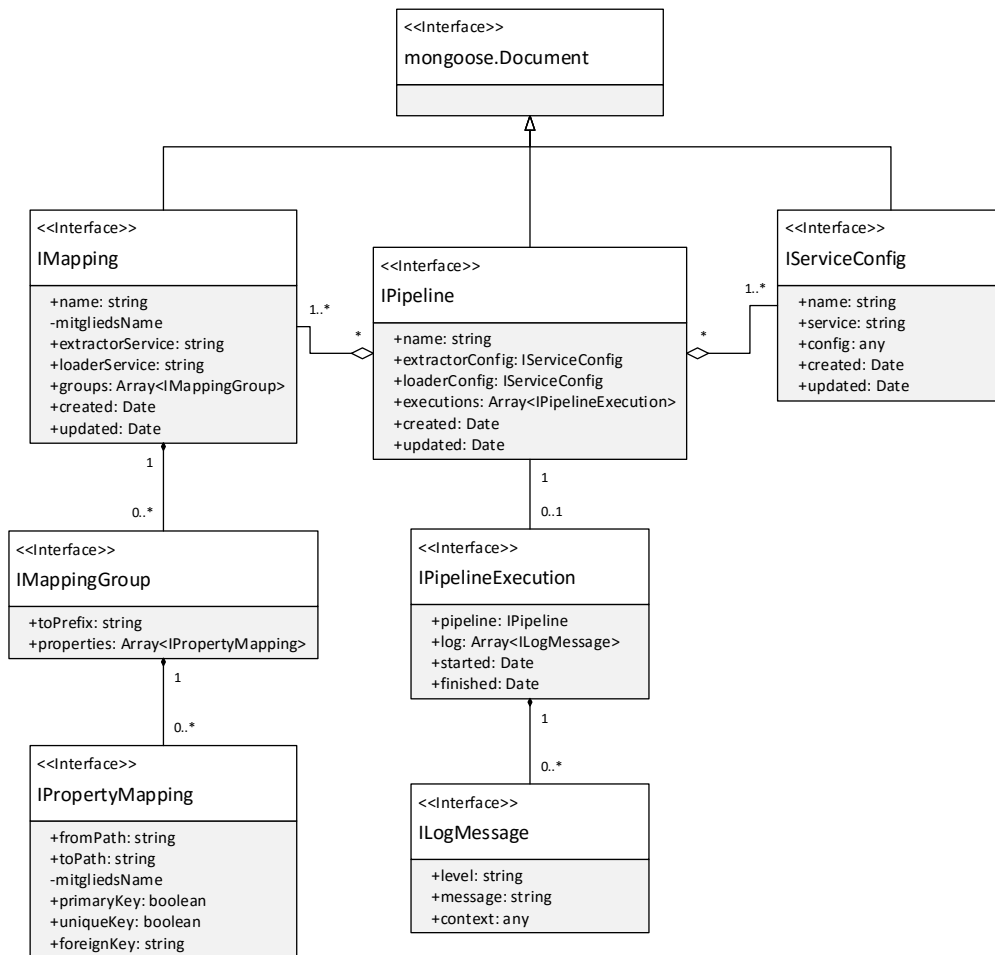 <<Interface>>
mongoose.Document
<<Interface>>
IMapping
+name: string
-mitgliedsName
+extractorService: string
+loaderService: string
+groups: Array<IMappingGroup>
+created: Date
+updated: Date
1..*
*
<<Interface>>
IPipeline
+name: string
+extractorConfig: IServiceConfig
+loaderConfig: IServiceConfig
+executions: Array<IPipelineExecution>
+created: Date
+updated: Date
*
1..*
<<Interface>>
IServiceConfig
+name: string
+service: string
+config: any
+created: Date
+updated: Date
1
0..*
<<Interface>>
IMappingGroup
+toPrefix: string
+properties: Array<IPropertyMapping>
1
0..*
<<Interface>>
IPropertyMapping
+fromPath: string
+toPath: string
-mitgliedsName
+primaryKey: boolean
+uniqueKey: boolean
+foreignKey: string
1
0..1
<<Interface>>
IPipelineExecution
+pipeline: IPipeline
+log: Array<ILogMessage>
+started: Date
+finished: Date
1
0..*
<<Interface>>
ILogMessage
+level: string
+message: string
+context: any